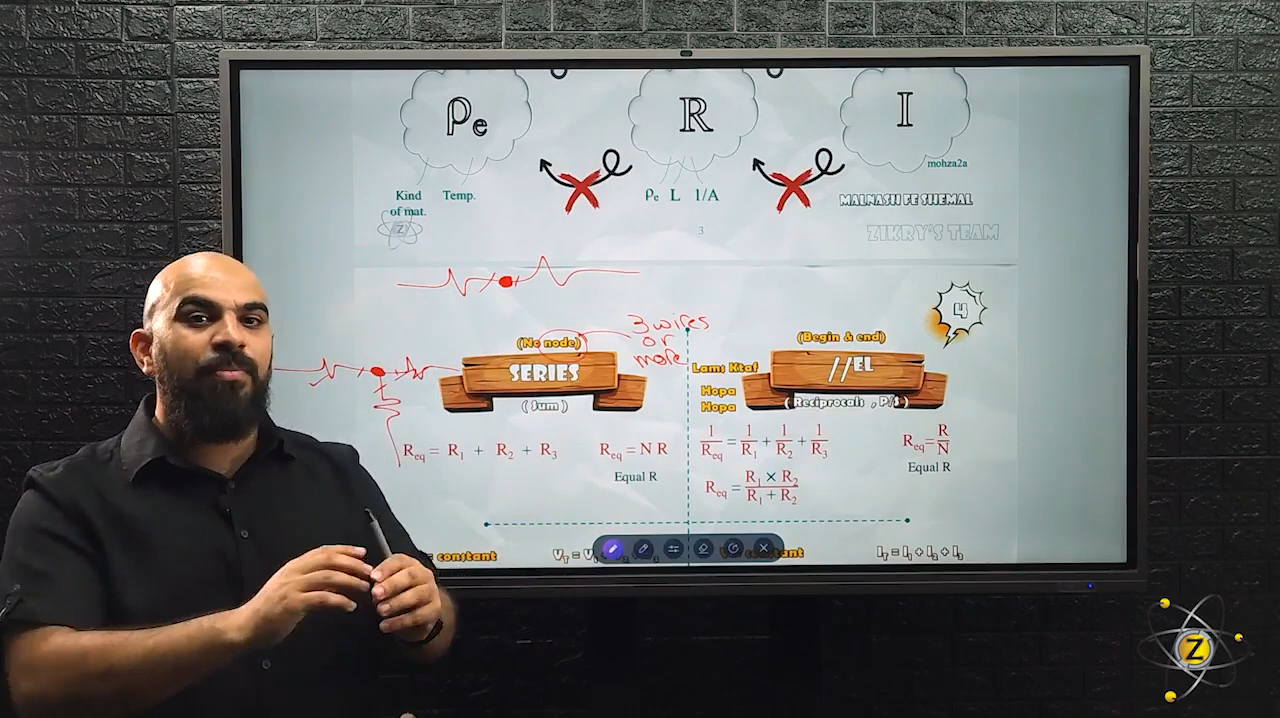 ρe
R
I
mohza2a
Kind
of mat.
Temp.
ρe L 1/A
MALNASH FE SHEMAL
Z
3
ZIKRY'S TEAM
4
3 wires
or
more
(No node)
SERIES
(Sum)
Req = R1 + R2 + R3
Req = N R
Equal R
(Begin & end)
Lams Ktaf
//EL
Hopa
Hopa
(Reciprocals , P/S)
1/Req = 1/R1 + 1/R2 + 1/R3
Req = R/N
Equal R
Req = R1 × R2 / R1 + R2
constant
VT = V1
constant
IT = I1 + I2 + I3
Z